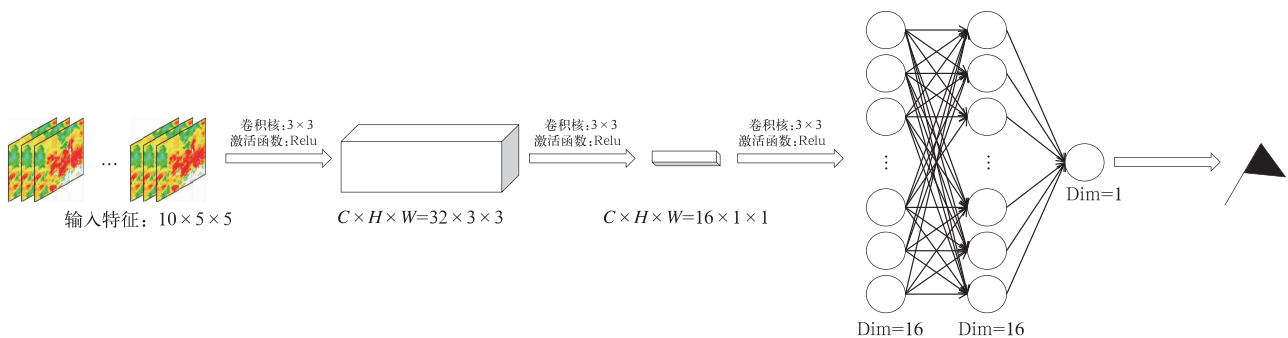 卷积核:3×3
激活函数:Relu
卷积核:3×3
激活函数:Relu
卷积核:3×3
激活函数:Relu
...
⋮
⋮
Dim=1
输入特征：10×5×5
C×H×W=32×3×3
C×H×W=16×1×1
Dim=16
Dim=16